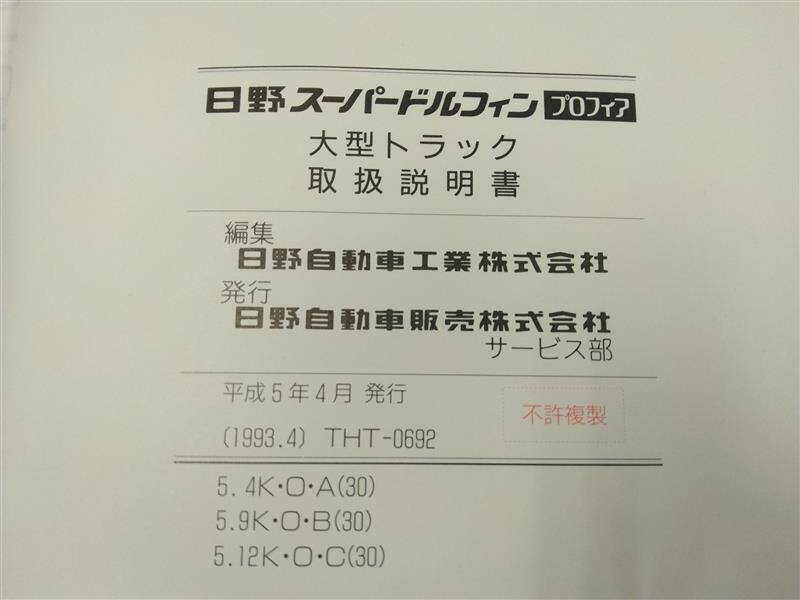 日野スーパードルフィン プロフィア
大型トラック
取扱説明書
編集
日野自動車工業株式会社
発行
日野自動車販売株式会社
サービス部
平成5年4月 発行
不許複製
(1993.4) THT-0692
5.4K・O・A(30)
5.9K・O・B(30)
5.12K・O・C(30)